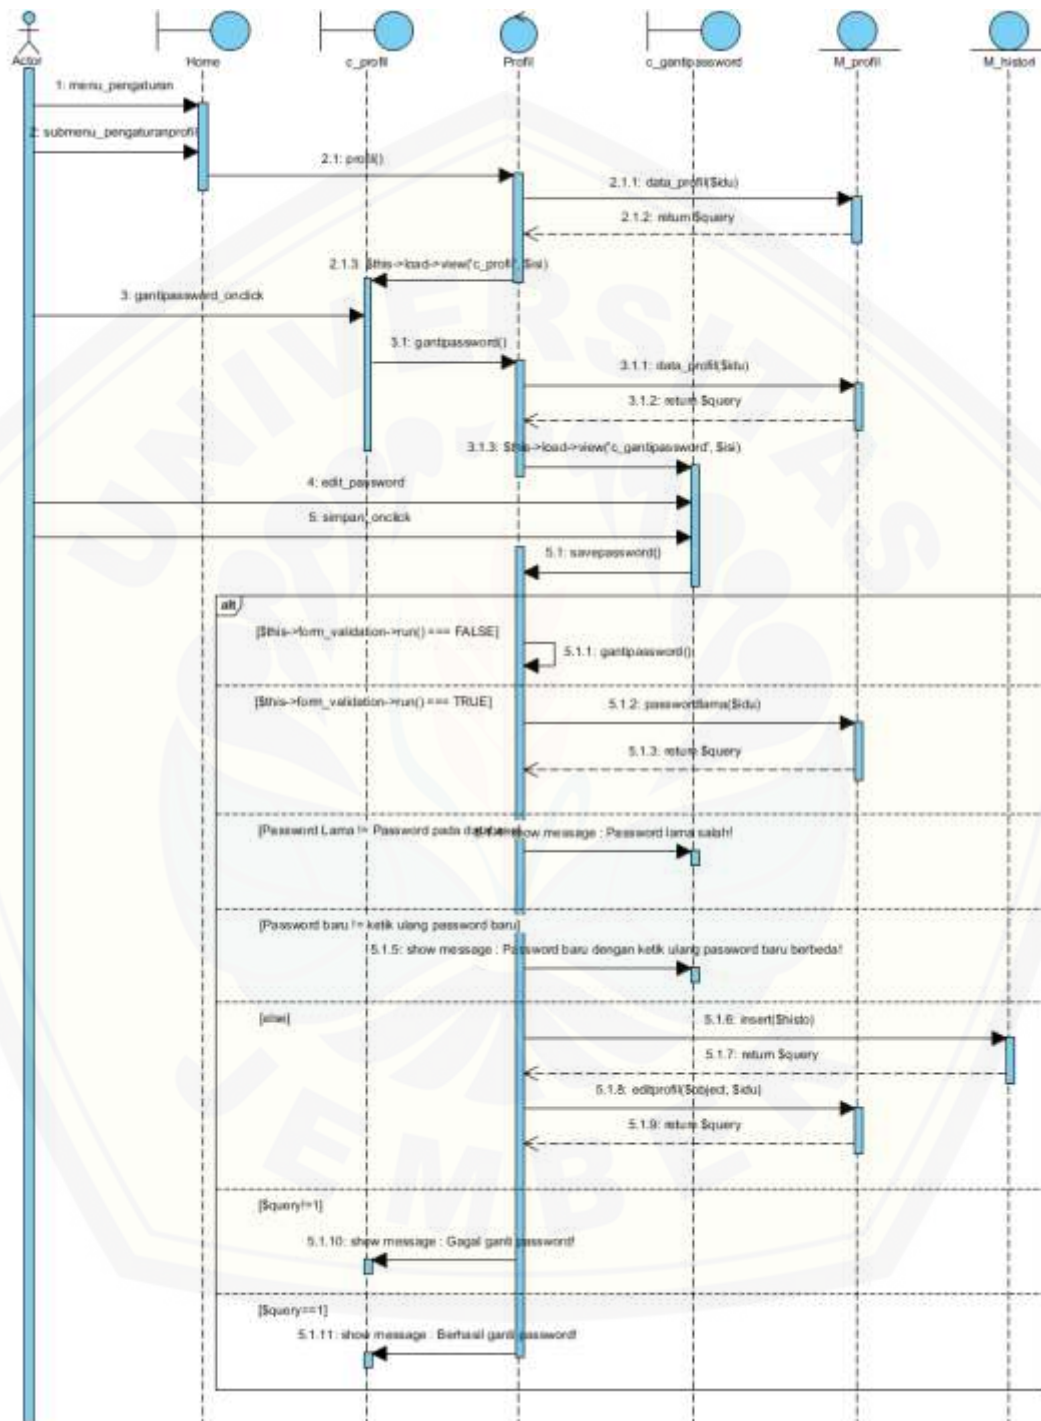 Actor
Home
c_profil
Profil
c_gantipassword
M_profil
M_histori
1: menu_pengaturan
2: submenu_pengaturanprofil
2.1: profil()
2.1.1: data_profil($idu)
2.1.2: return $query
2.1.3: $this->load->view('c_profil', $isi)
3: gantipassword_onclick
3.1: gantipassword()
3.1.1: data_profil($idu)
3.1.2: return $query
3.1.3: $this->load->view('c_gantipassword', $isi)
4: edit_password
5: simpan_onclick
5.1: savepassword()
alt
[$this->form_validation->run() === FALSE]
5.1.1: gantipassword()
[$this->form_validation->run() === TRUE]
5.1.2: passwordlama($idu)
5.1.3: return $query
[Password Lama != Password pada database]
show message : Password lama salah!
[Password baru != ketik ulang password baru]
5.1.5: show message : Password baru dengan ketik ulang password baru berbeda!
[else]
5.1.6: insert($histo)
5.1.7: return $query
5.1.8: editprofil($object, $idu)
5.1.9: return $query
[$query!=1]
5.1.10: show message : Gagal ganti password!
[$query==1]
5.1.11: show message : Berhasil ganti password!
UNIVERSITAS
JEMBE